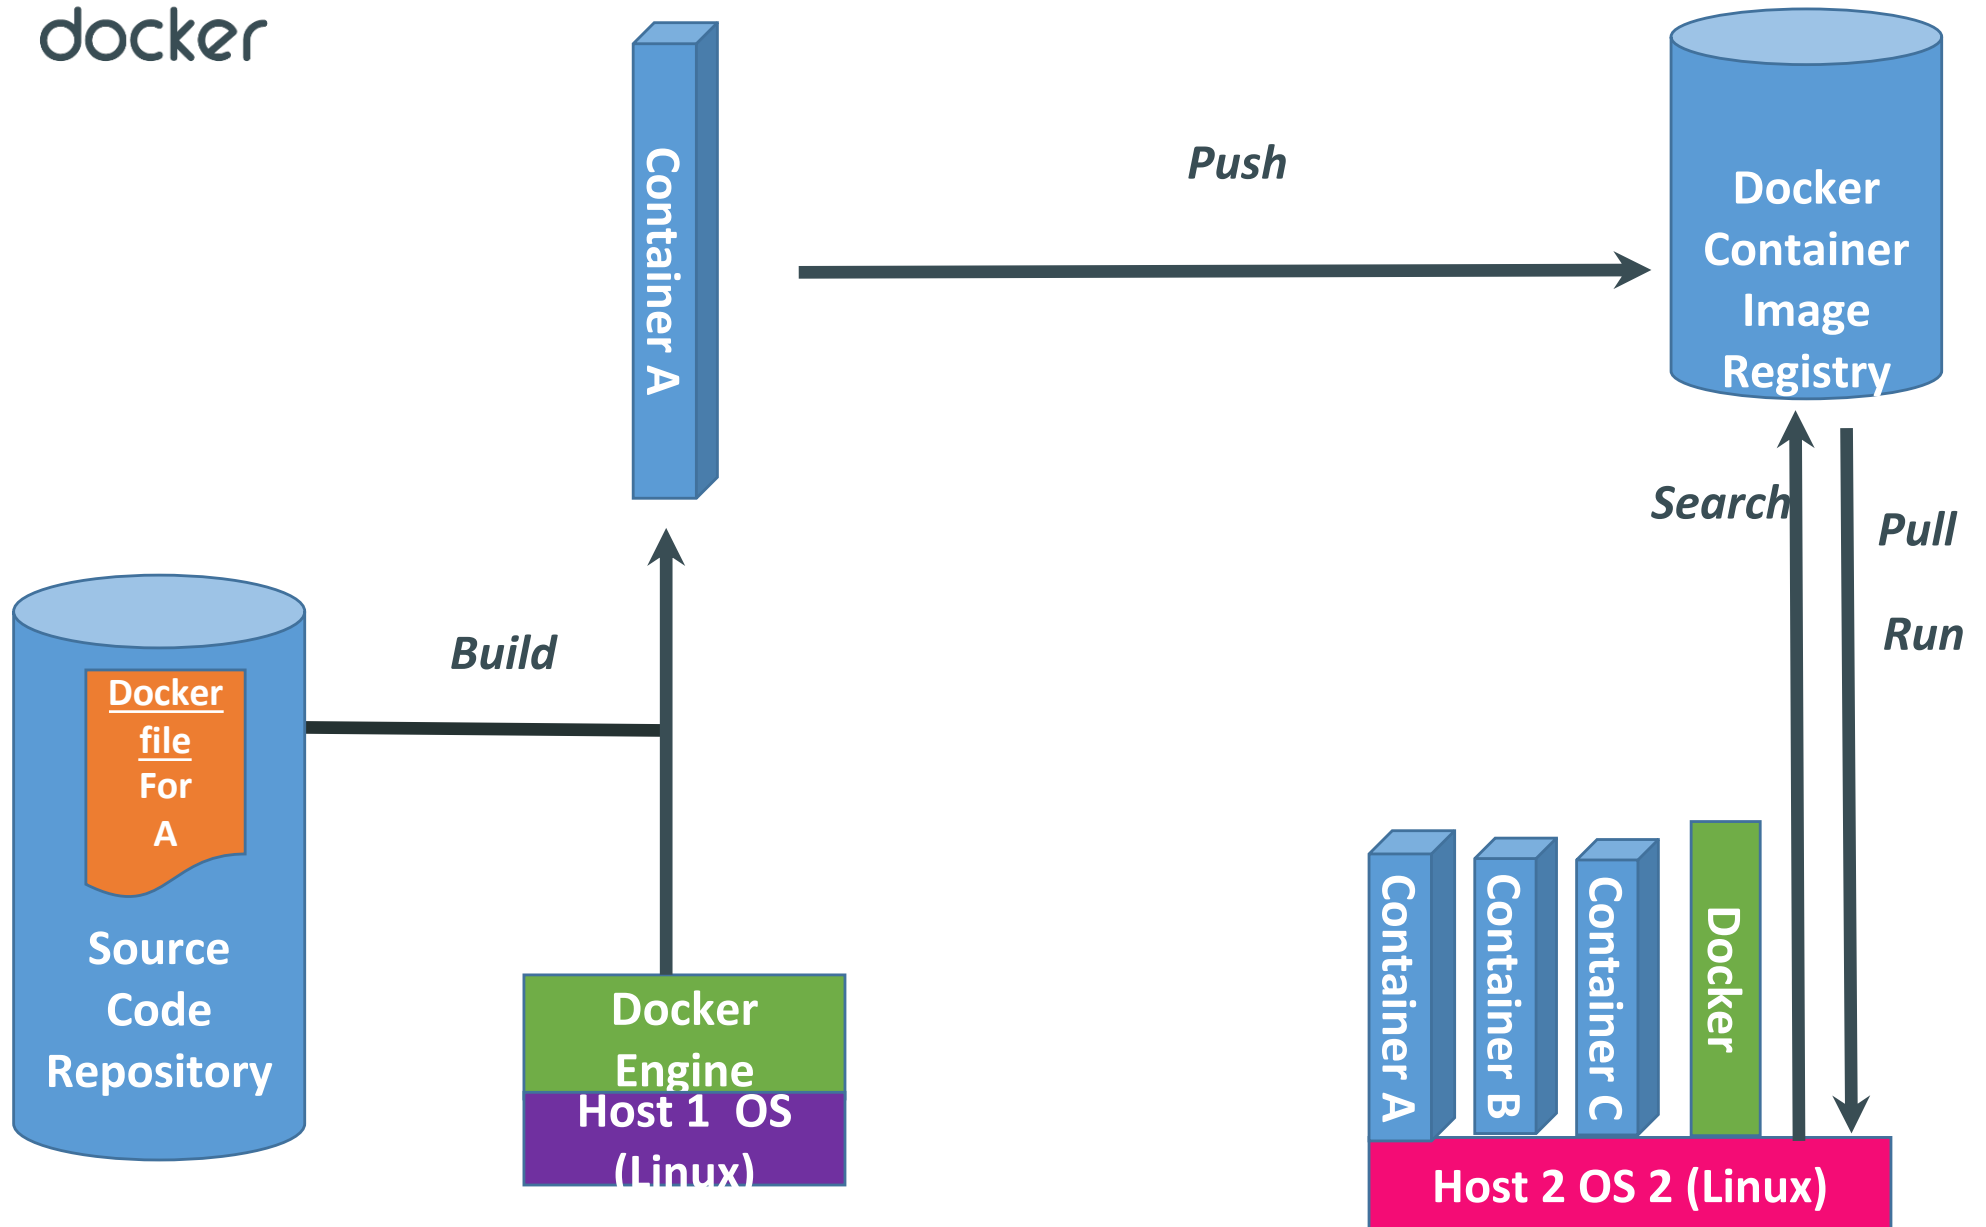 docker
Container A
Push
Docker
Container
Image
Registry
Search
Pull
Run
Build
Docker
file
For
A
Source
Code
Repository
Docker
Engine
Host 1  OS
(Linux)
Container A
Container B
Container C
Docker
Host 2 OS 2 (Linux)